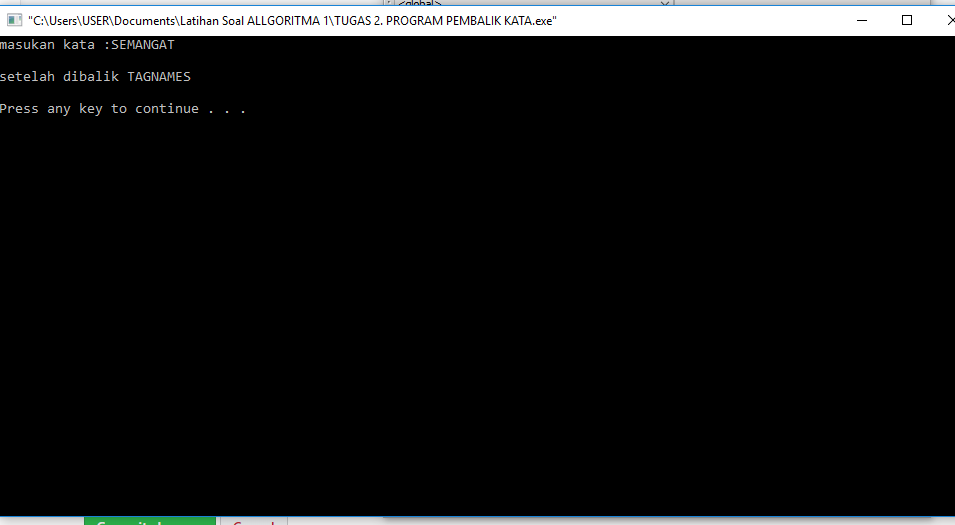 <global>
"C:\Users\USER\Documents\Latihan Soal ALLGORITMA 1\TUGAS 2. PROGRAM PEMBALIK KATA.exe"
masukan kata :SEMANGAT
setelah dibalik TAGNAMES
Press any key to continue . . .